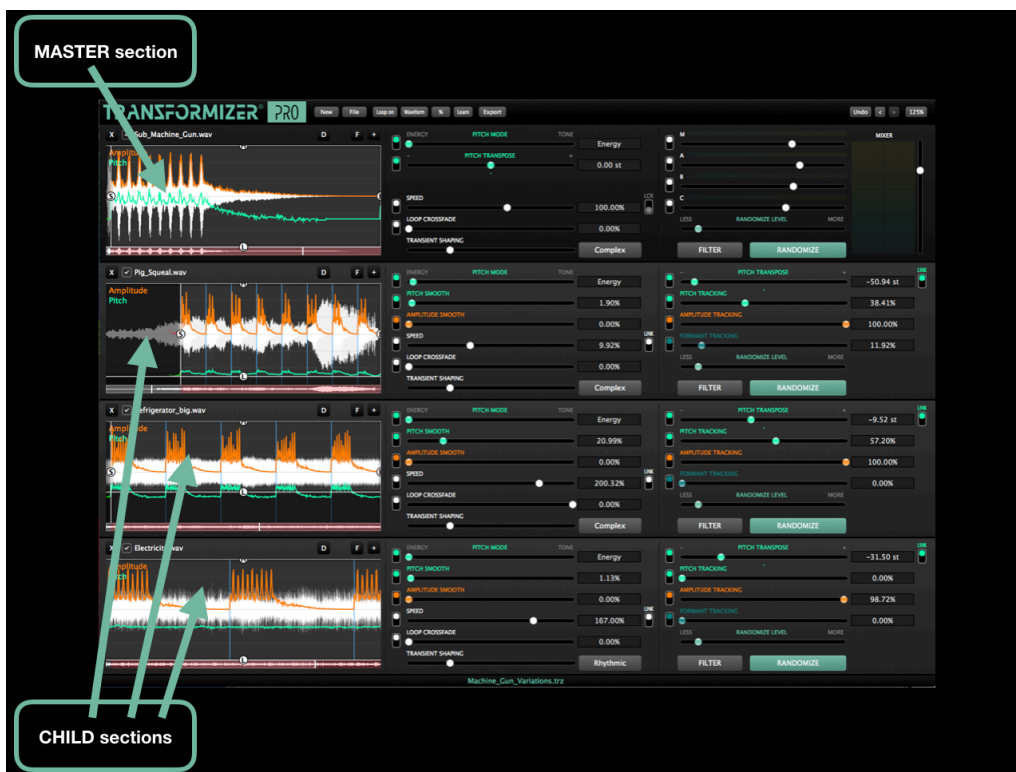 MASTER section
TRANSFORMIZER® PRO New File Loop on Waveform % Learn Export Undo < > 125%
X Sub_Machine_Gun.wav D F +
Amplitude
Pitch
S
L
ENERGY PITCH MODE TONE
Energy
- PITCH TRANSPOSE +
0.00 st
SPEED
100.00%
LOOP CROSSFADE
0.00%
TRANSIENT SHAPING
Complex
M
A
B
C
LESS RANDOMIZE LEVEL MORE
FILTER RANDOMIZE
MIXER
X Pig_Squeal.wav D F +
Amplitude
Pitch
S
L
ENERGY PITCH MODE TONE
Energy
PITCH SMOOTH
1.90%
AMPLITUDE SMOOTH
0.00%
SPEED
9.92%
LINK
LOOP CROSSFADE
0.00%
TRANSIENT SHAPING
Complex
- PITCH TRANSPOSE +
-50.94 st
LINK
PITCH TRACKING
38.41%
AMPLITUDE TRACKING
100.00%
FORMANT TRACKING
11.92%
LESS RANDOMIZE LEVEL MORE
FILTER RANDOMIZE
X Refrigerator_big.wav D F +
Amplitude
Pitch
S
L
ENERGY PITCH MODE TONE
Energy
PITCH SMOOTH
20.99%
AMPLITUDE SMOOTH
0.00%
SPEED
200.32%
LINK
LOOP CROSSFADE
0.00%
TRANSIENT SHAPING
Complex
- PITCH TRANSPOSE +
-9.52 st
LINK
PITCH TRACKING
57.20%
AMPLITUDE TRACKING
100.00%
FORMANT TRACKING
0.00%
LESS RANDOMIZE LEVEL MORE
FILTER RANDOMIZE
X Electricity.wav D F +
Amplitude
Pitch
L
ENERGY PITCH MODE TONE
Energy
PITCH SMOOTH
1.13%
AMPLITUDE SMOOTH
0.00%
SPEED
167.00%
LINK
LOOP CROSSFADE
0.00%
TRANSIENT SHAPING
Rhythmic
- PITCH TRANSPOSE +
-31.50 st
LINK
PITCH TRACKING
0.00%
AMPLITUDE TRACKING
98.72%
FORMANT TRACKING
0.00%
LESS RANDOMIZE LEVEL MORE
FILTER RANDOMIZE
Machine_Gun_Variations.trz
CHILD sections